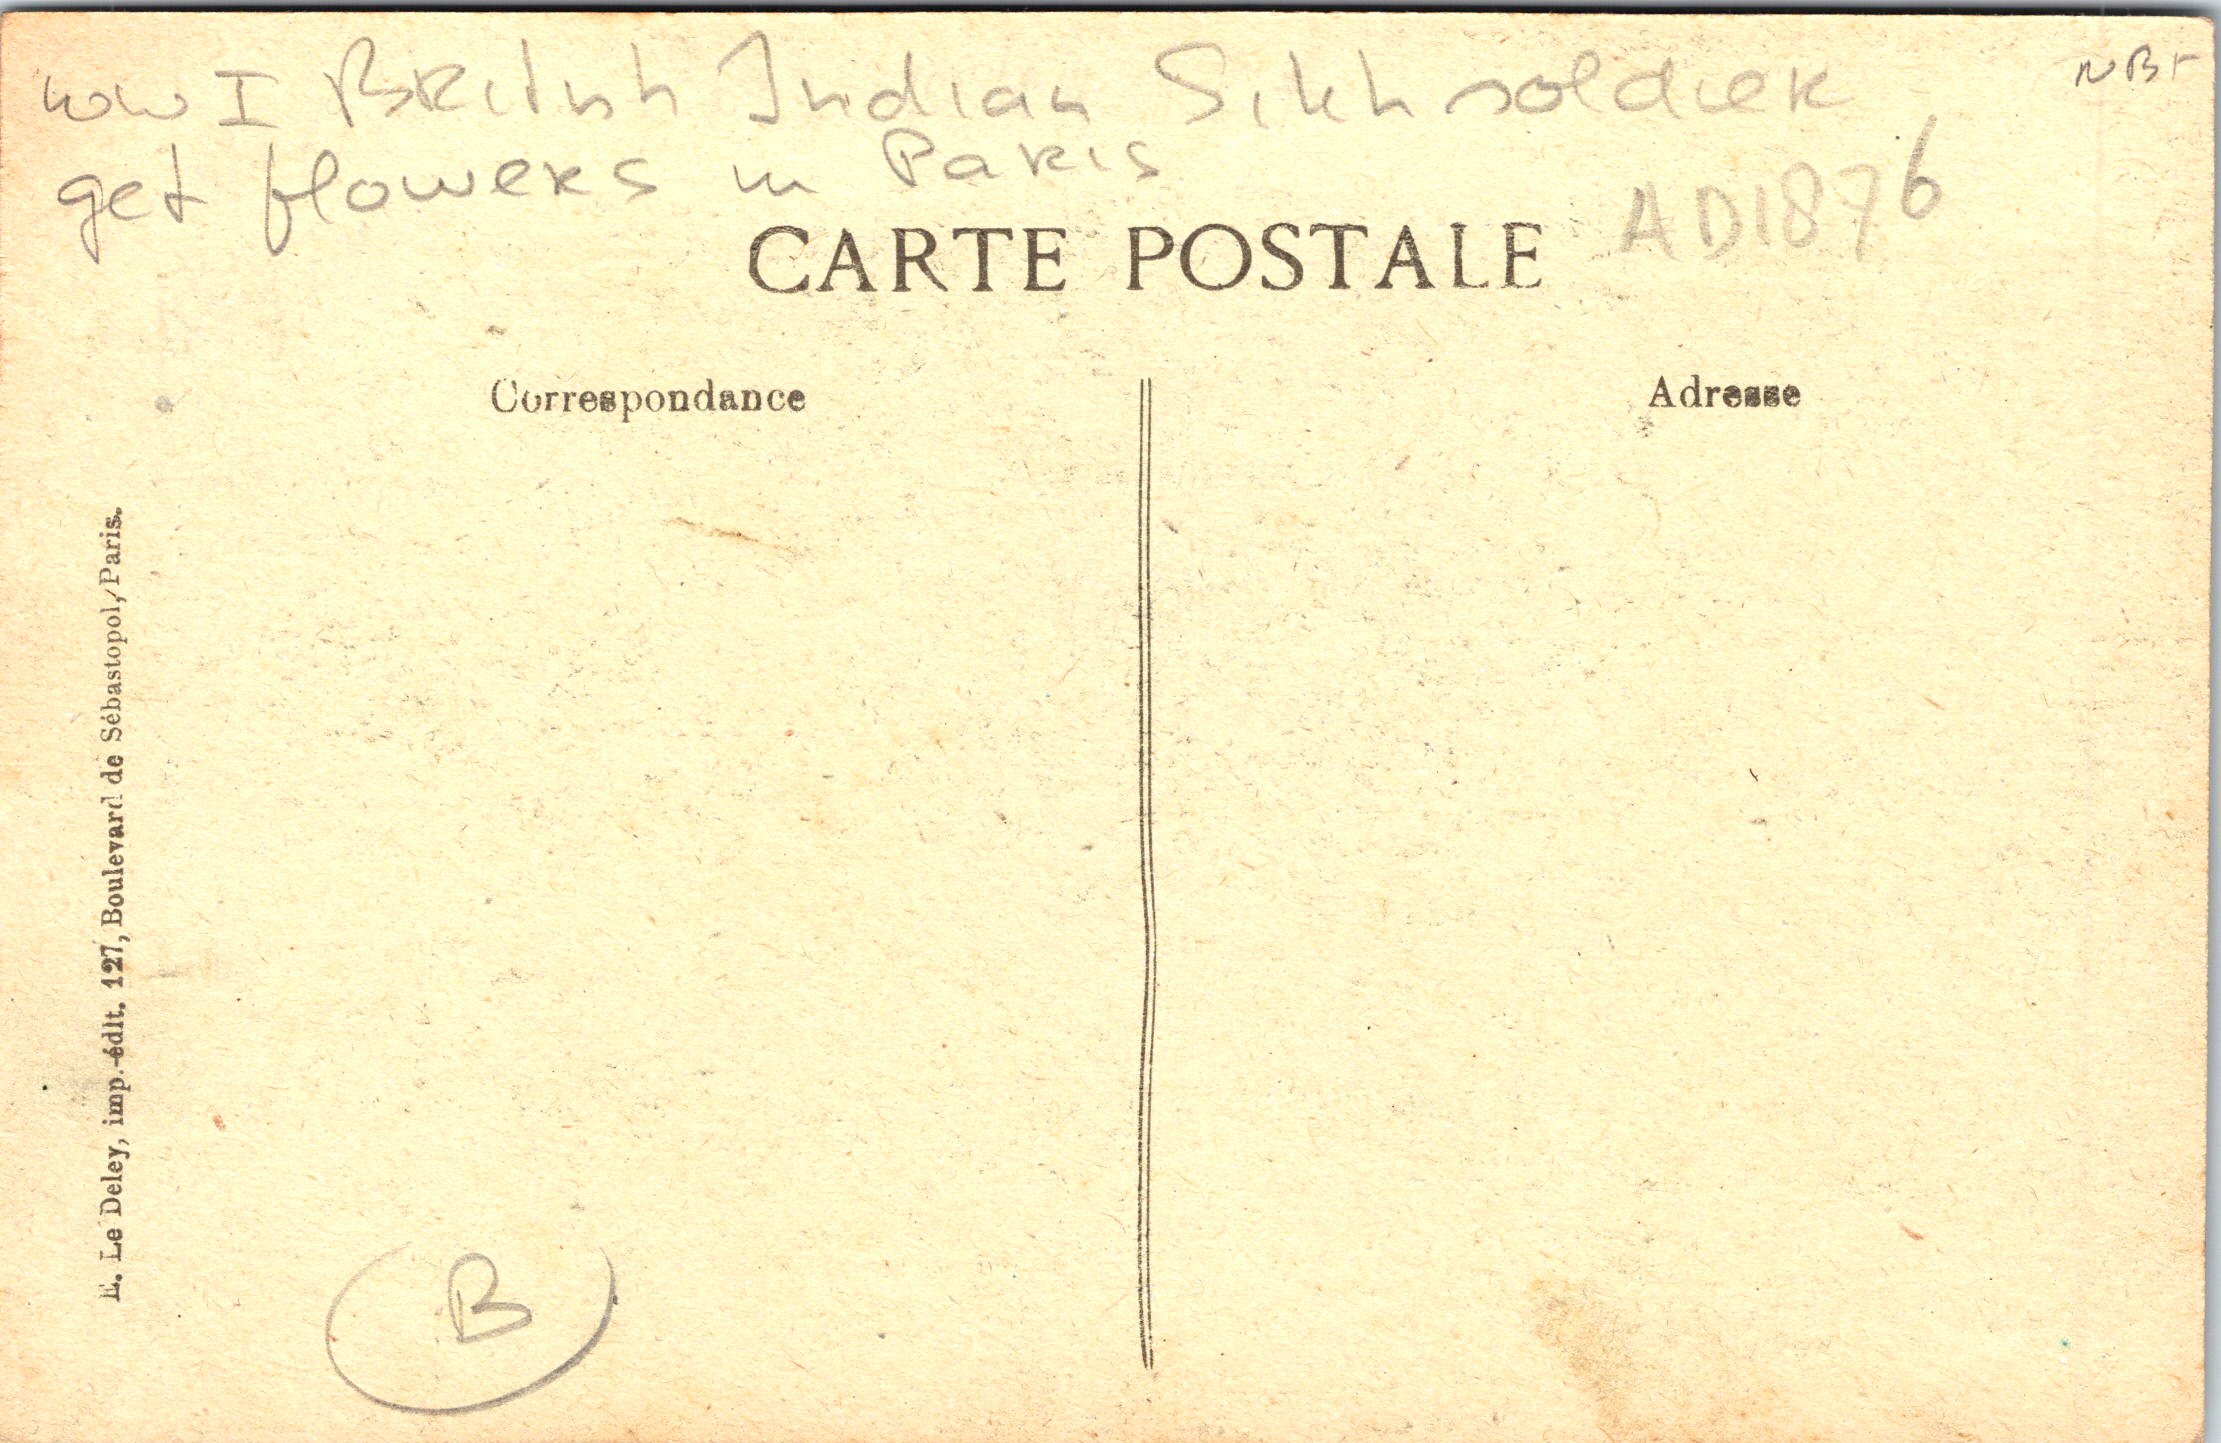 WW I British Indian Sikh soldier
get flowers in Paris
AD1876
CARTE POSTALE
Correspondance
Adresse
E. Le Deley, imp.-édit. 127, Boulevard de Sébastopol, Paris.
B